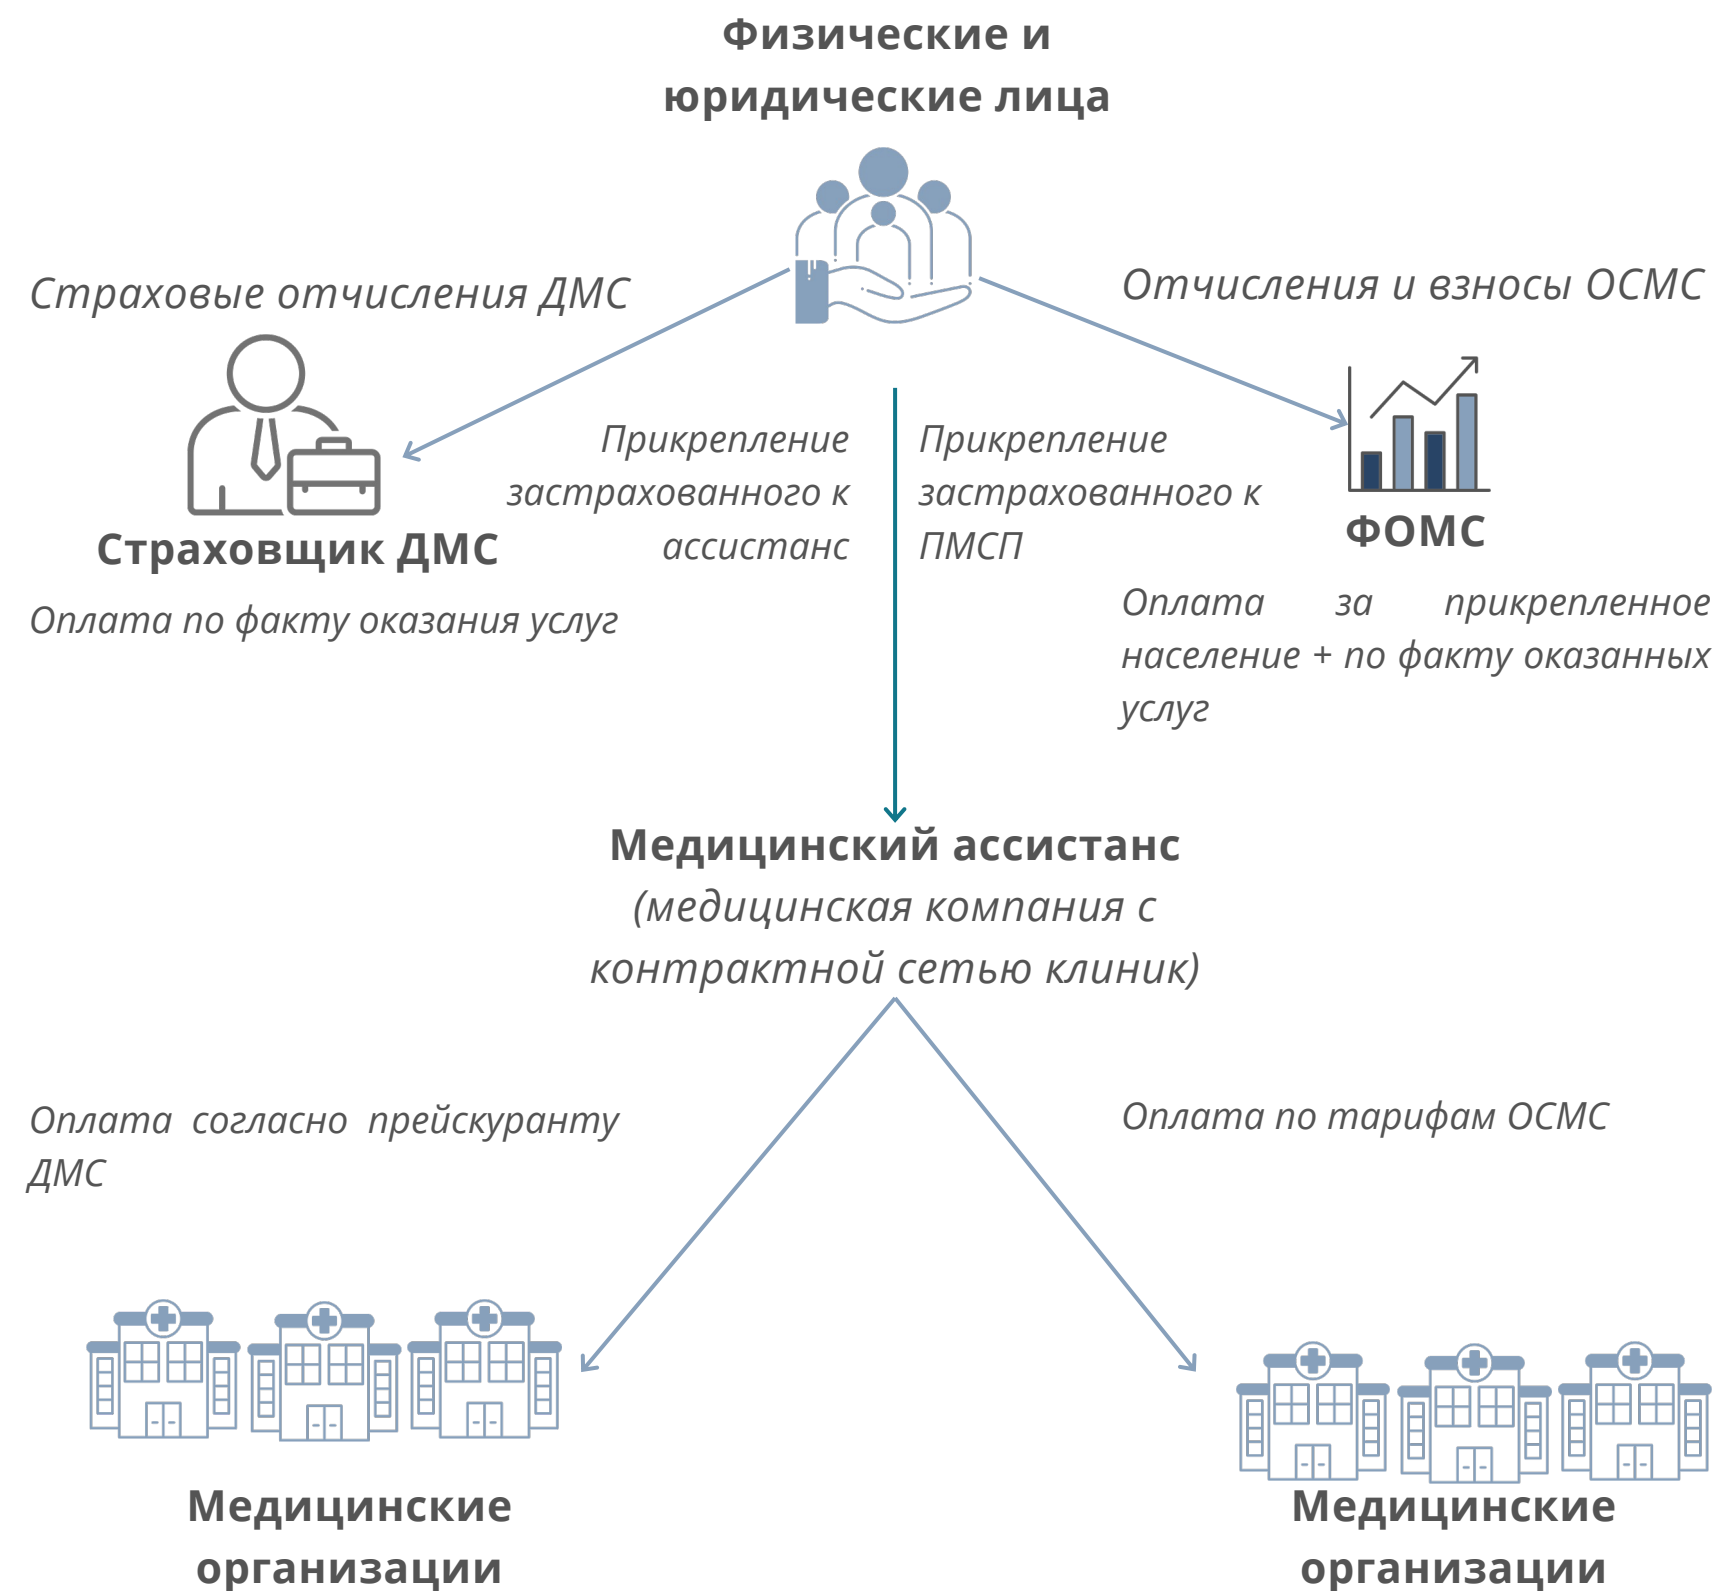 Физические и
юридические лица
Страховые отчисления ДМС
Отчисления и взносы ОСМС
Прикрепление
застрахованного к
ассистанс
Прикрепление
застрахованного к
ПМСП
Страховщик ДМС
ФОМС
Оплата по факту оказания услуг
Оплата за прикрепленное
население + по факту оказанных
услуг
Медицинский ассистанс
(медицинская компания с
контрактной сетью клиник)
Оплата согласно прейскуранту
ДМС
Оплата по тарифам ОСМС
Медицинские
организации
Медицинские
организации